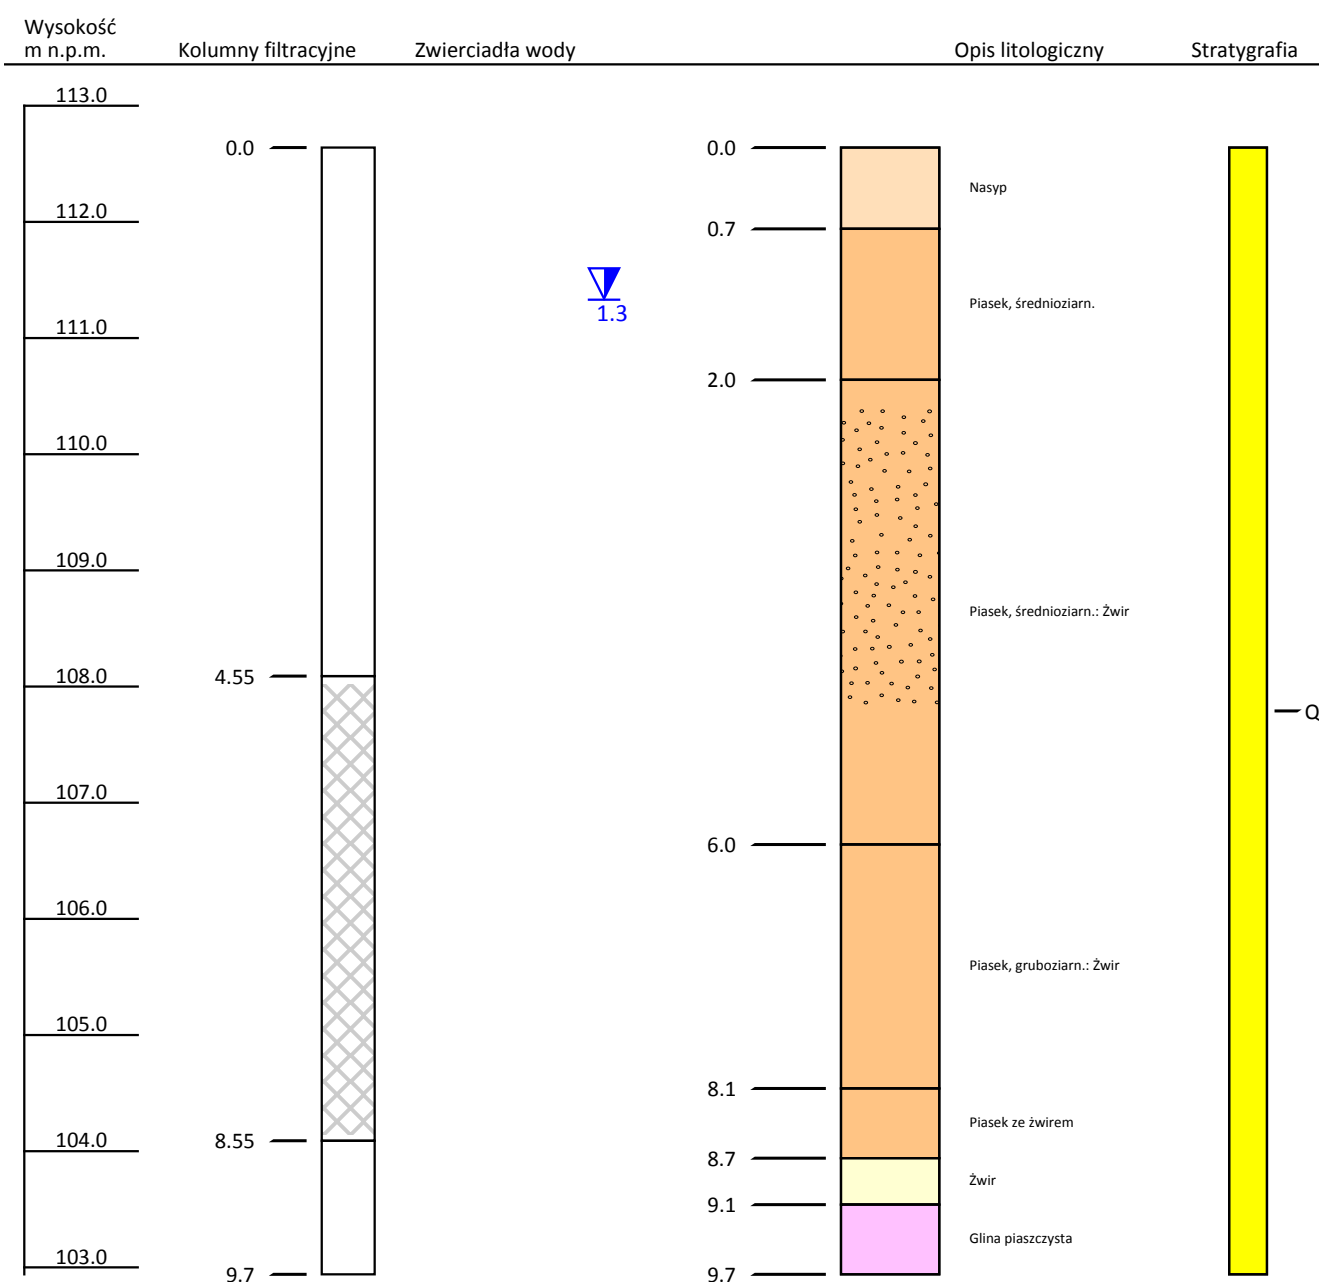 Wysokość
m n.p.m.
Kolumny filtracyjne
Zwierciadła wody
Opis litologiczny
Stratygrafia
113.0
0.0
0.0
Nasyp
112.0
0.7
1.3
Piasek, średnioziarn.
111.0
2.0
110.0
109.0
Piasek, średnioziarn.: Żwir
108.0
4.55
Q
107.0
6.0
106.0
Piasek, gruboziarn.: Żwir
105.0
8.1
Piasek ze żwirem
104.0
8.55
8.7
Żwir
9.1
Glina piaszczysta
103.0
9.7
9.7